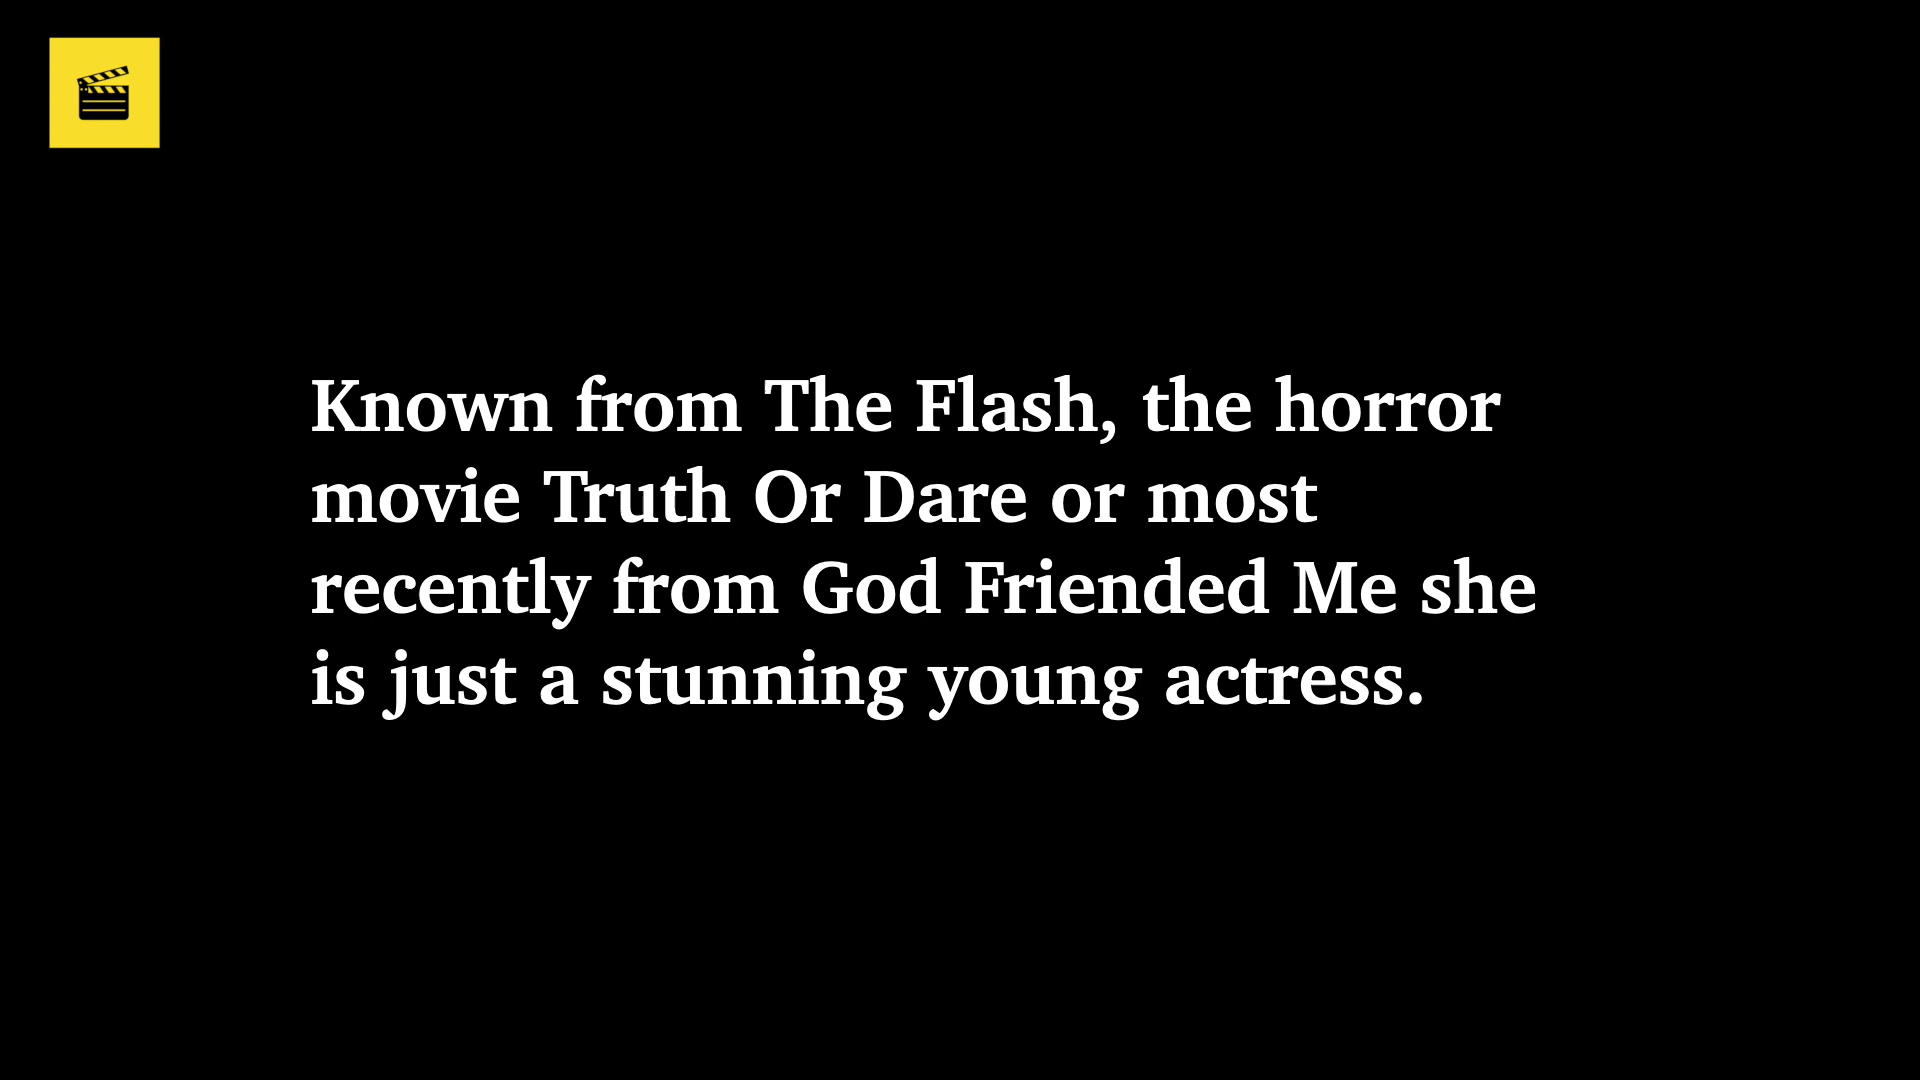 Known from The Flash, the horror
movie Truth Or Dare or most
recently from God Friended Me she
is just a stunning young actress.